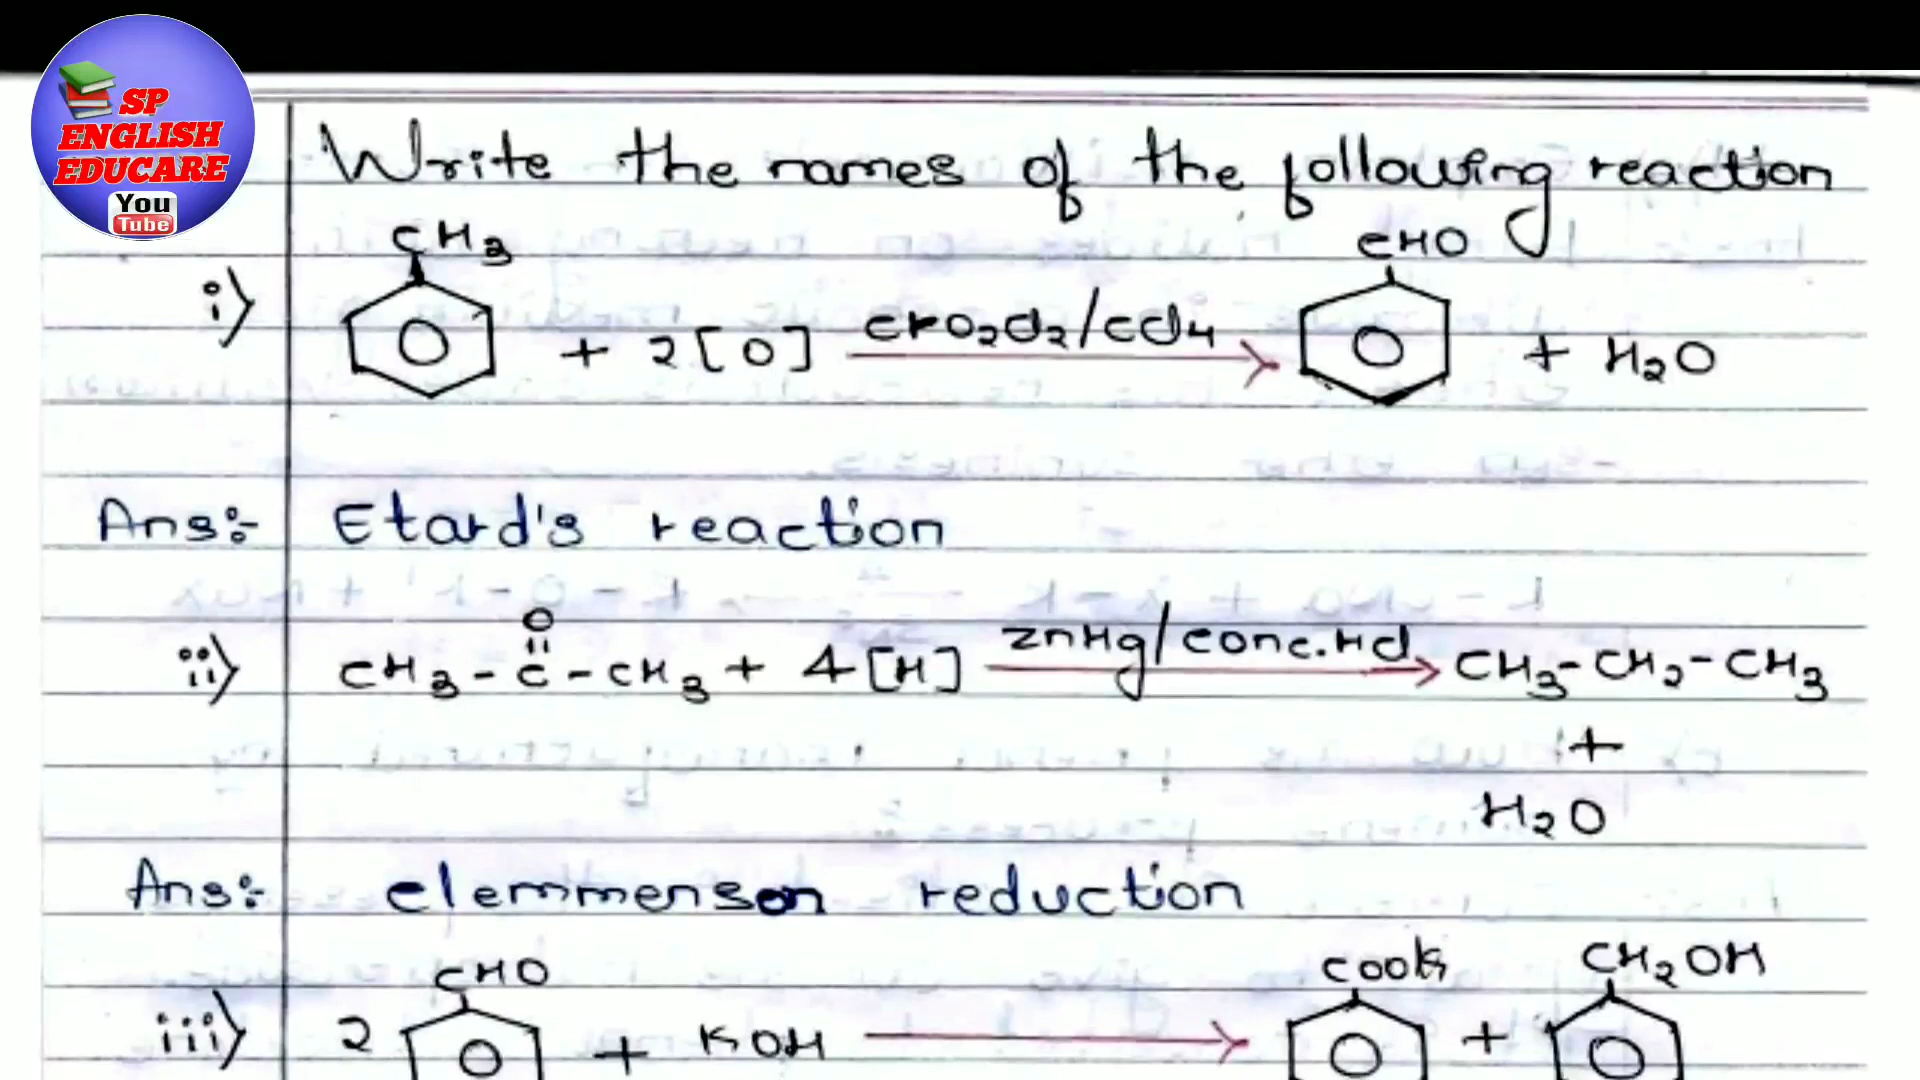 SP
ENGLISH
EDUCARE
You
Tube
Write the names of the following reaction
i) CH3 + 2[O] CrO2Cl2/CCl4 CHO + H2O
Ans:- Etard's reaction
ii) CH3-C-CH3 + 4[H] ZnHg/conc.HCl CH3-CH2-CH3
O
+
H2O
Ans:- clemmenson reduction
iii) 2 CHO + KOH COOK + CH2OH